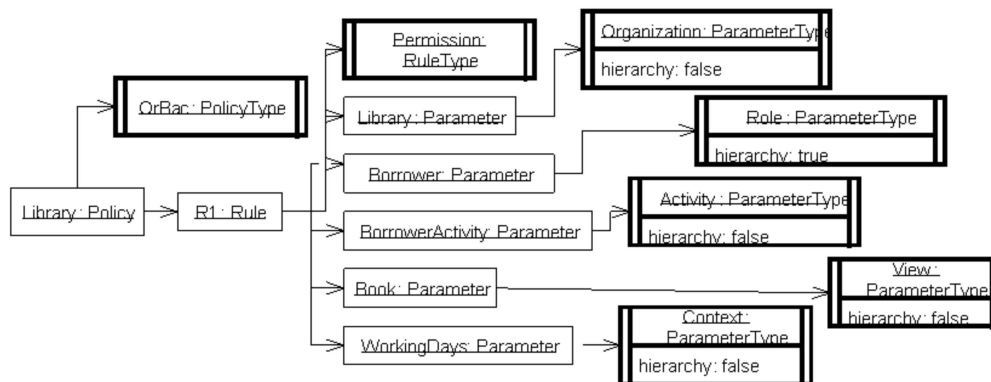 Permission:
RuleType
Organization: ParameterType
hierarchy: false
OrBac: PolicyType
Library: Parameter
Role: ParameterType
hierarchy: true
Borrower: Parameter
Library: Policy
R1: Rule
Activity: ParameterType
hierarchy: false
BorrowerActivity: Parameter
View:
ParameterType
hierarchy: false
Book: Parameter
Context:
ParameterType
hierarchy: false
WorkingDays: Parameter